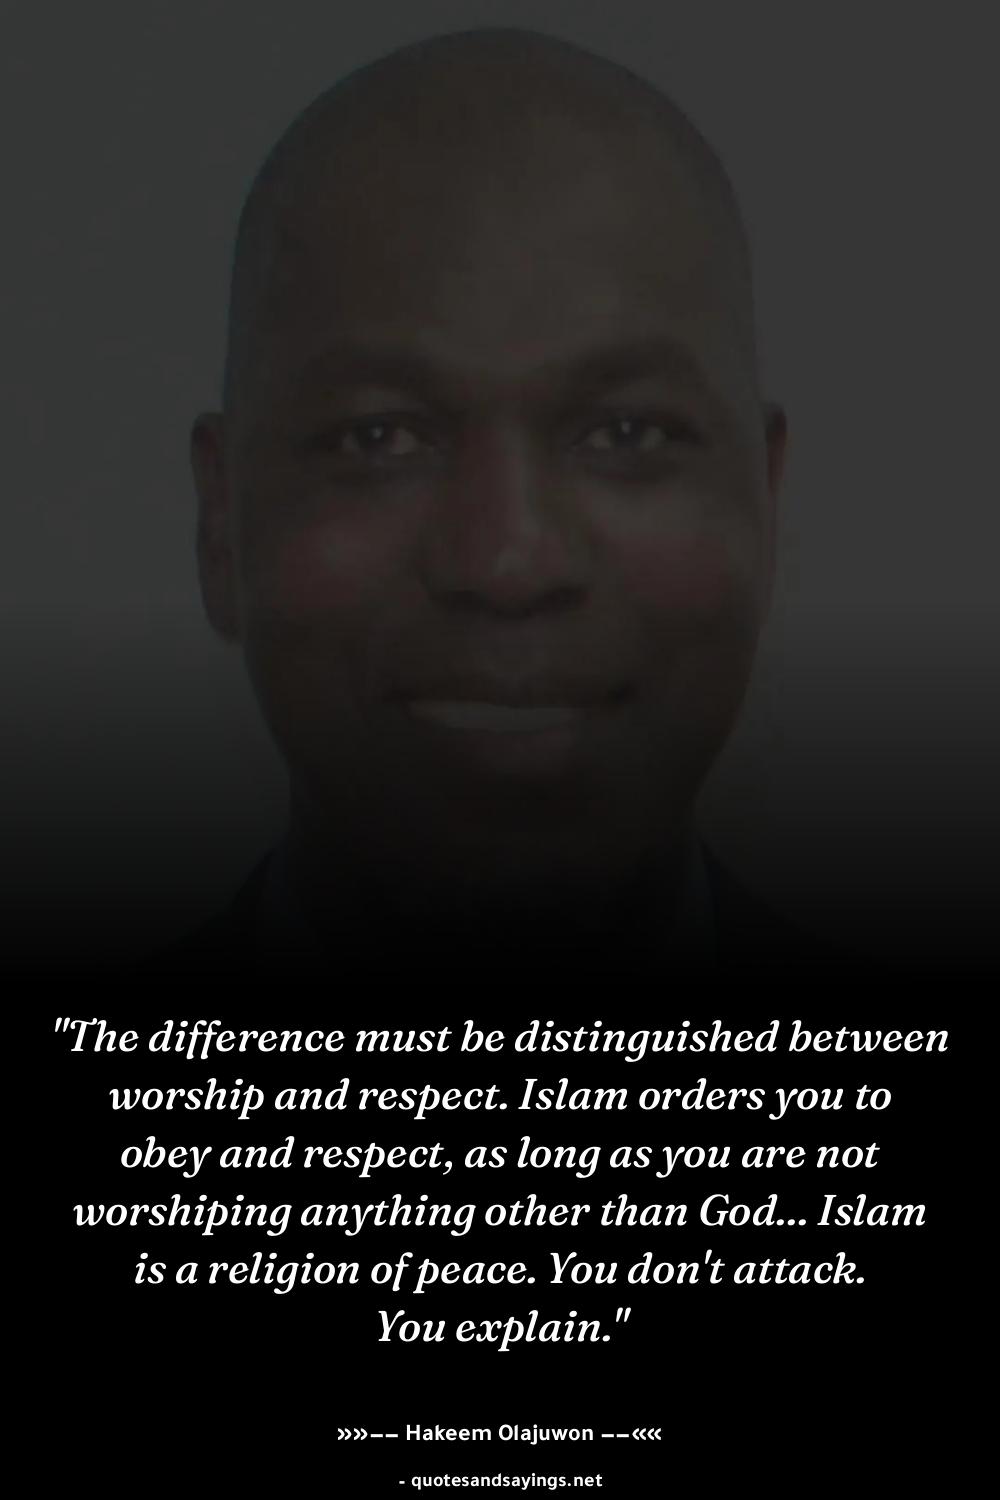 "The difference must be distinguished between
worship and respect. Islam orders you to
obey and respect, as long as you are not
worshiping anything other than God... Islam
is a religion of peace. You don't attack.
You explain."
»»−− Hakeem Olajuwon −−««
- quotesandsayings.net